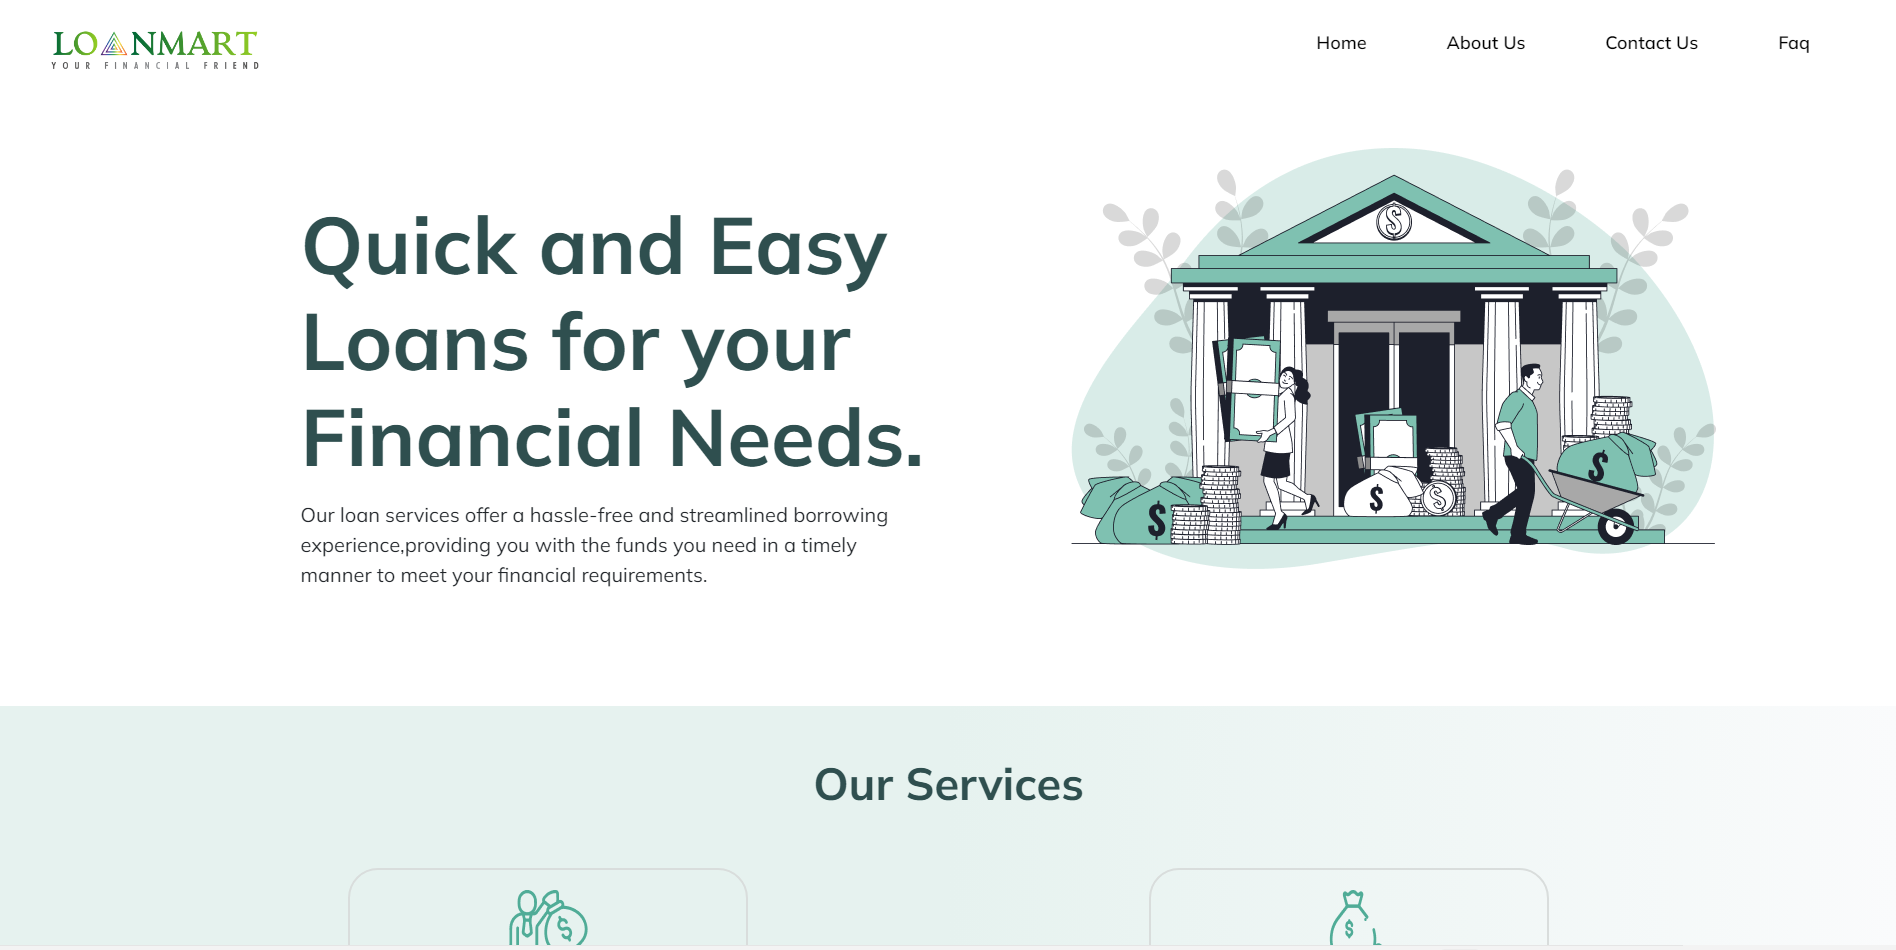 LOANMART
YOUR FINANCIAL FRIEND
Home
About Us
Contact Us
Faq
Quick and Easy
Loans for your
Financial Needs.
Our loan services offer a hassle-free and streamlined borrowing
experience,providing you with the funds you need in a timely
manner to meet your financial requirements.
$
$
$
$
$
Our Services
$
$